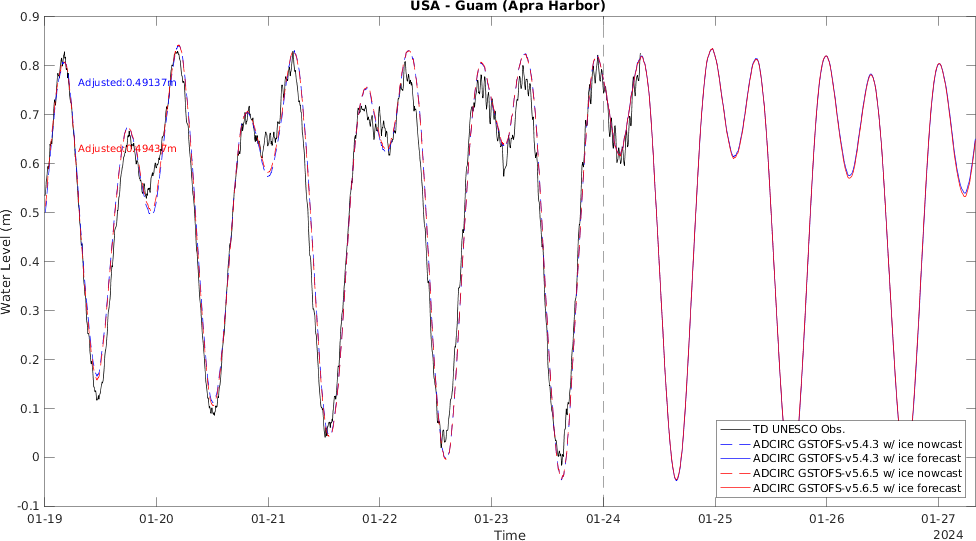 USA - Guam (Apra Harbor)
0.9
0.8
Adjusted:0.49137m
0.7
Adjusted:0.49437m
0.6
0.5
Water Level (m)
0.4
0.3
0.2
0.1
0
-0.1
TD UNESCO Obs.
ADCIRC GSTOFS-v5.4.3 w/ ice nowcast
ADCIRC GSTOFS-v5.4.3 w/ ice forecast
ADCIRC GSTOFS-v5.6.5 w/ ice nowcast
ADCIRC GSTOFS-v5.6.5 w/ ice forecast
01-19 01-20 01-21 01-22 01-23 01-24 01-25 01-26 01-27
Time
2024